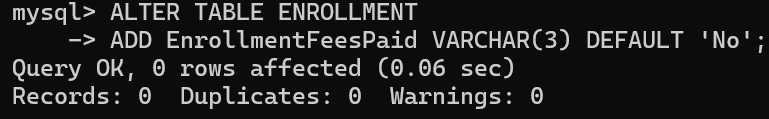 mysql> ALTER TABLE ENROLLMENT
    -> ADD EnrollmentFeesPaid VARCHAR(3) DEFAULT 'No';
Query OK, 0 rows affected (0.06 sec)
Records: 0  Duplicates: 0  Warnings: 0